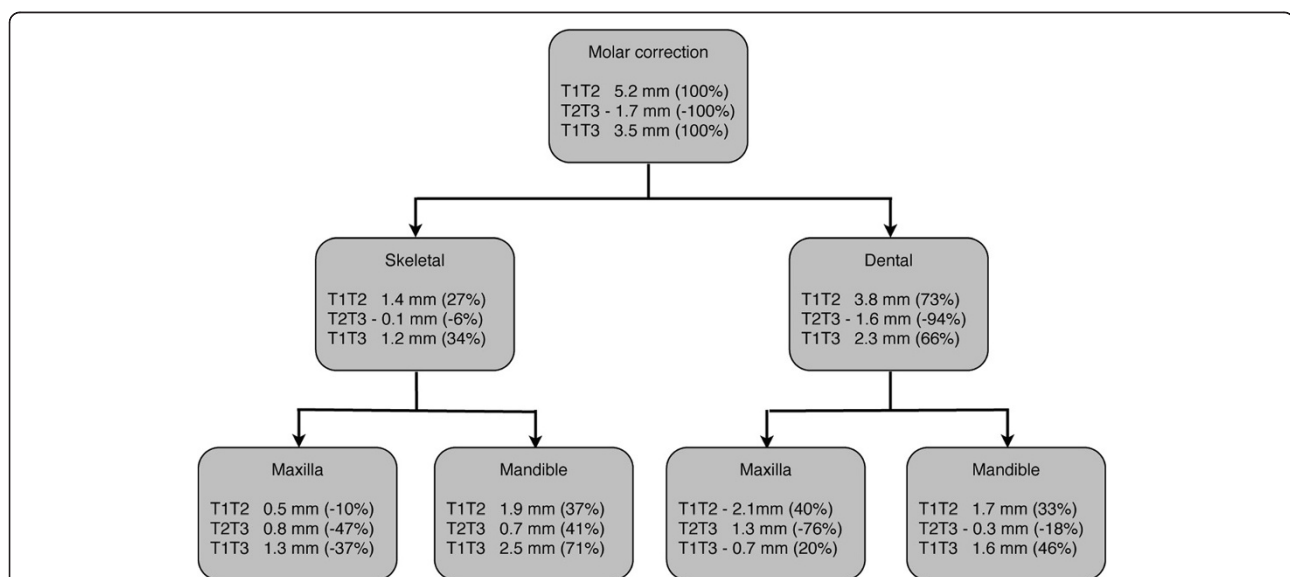 Molar correction
T1T2 5.2 mm (100%)
T2T3 - 1.7 mm (-100%)
T1T3 3.5 mm (100%)
Skeletal
T1T2 1.4 mm (27%)
T2T3 - 0.1 mm (-6%)
T1T3 1.2 mm (34%)
Dental
T1T2 3.8 mm (73%)
T2T3 - 1.6 mm (-94%)
T1T3 2.3 mm (66%)
Maxilla
T1T2 0.5 mm (-10%)
T2T3 0.8 mm (-47%)
T1T3 1.3 mm (-37%)
Mandible
T1T2 1.9 mm (37%)
T2T3 0.7 mm (41%)
T1T3 2.5 mm (71%)
Maxilla
T1T2 - 2.1mm (40%)
T2T3 1.3 mm (-76%)
T1T3 - 0.7 mm (20%)
Mandible
T1T2 1.7 mm (33%)
T2T3 - 0.3 mm (-18%)
T1T3 1.6 mm (46%)